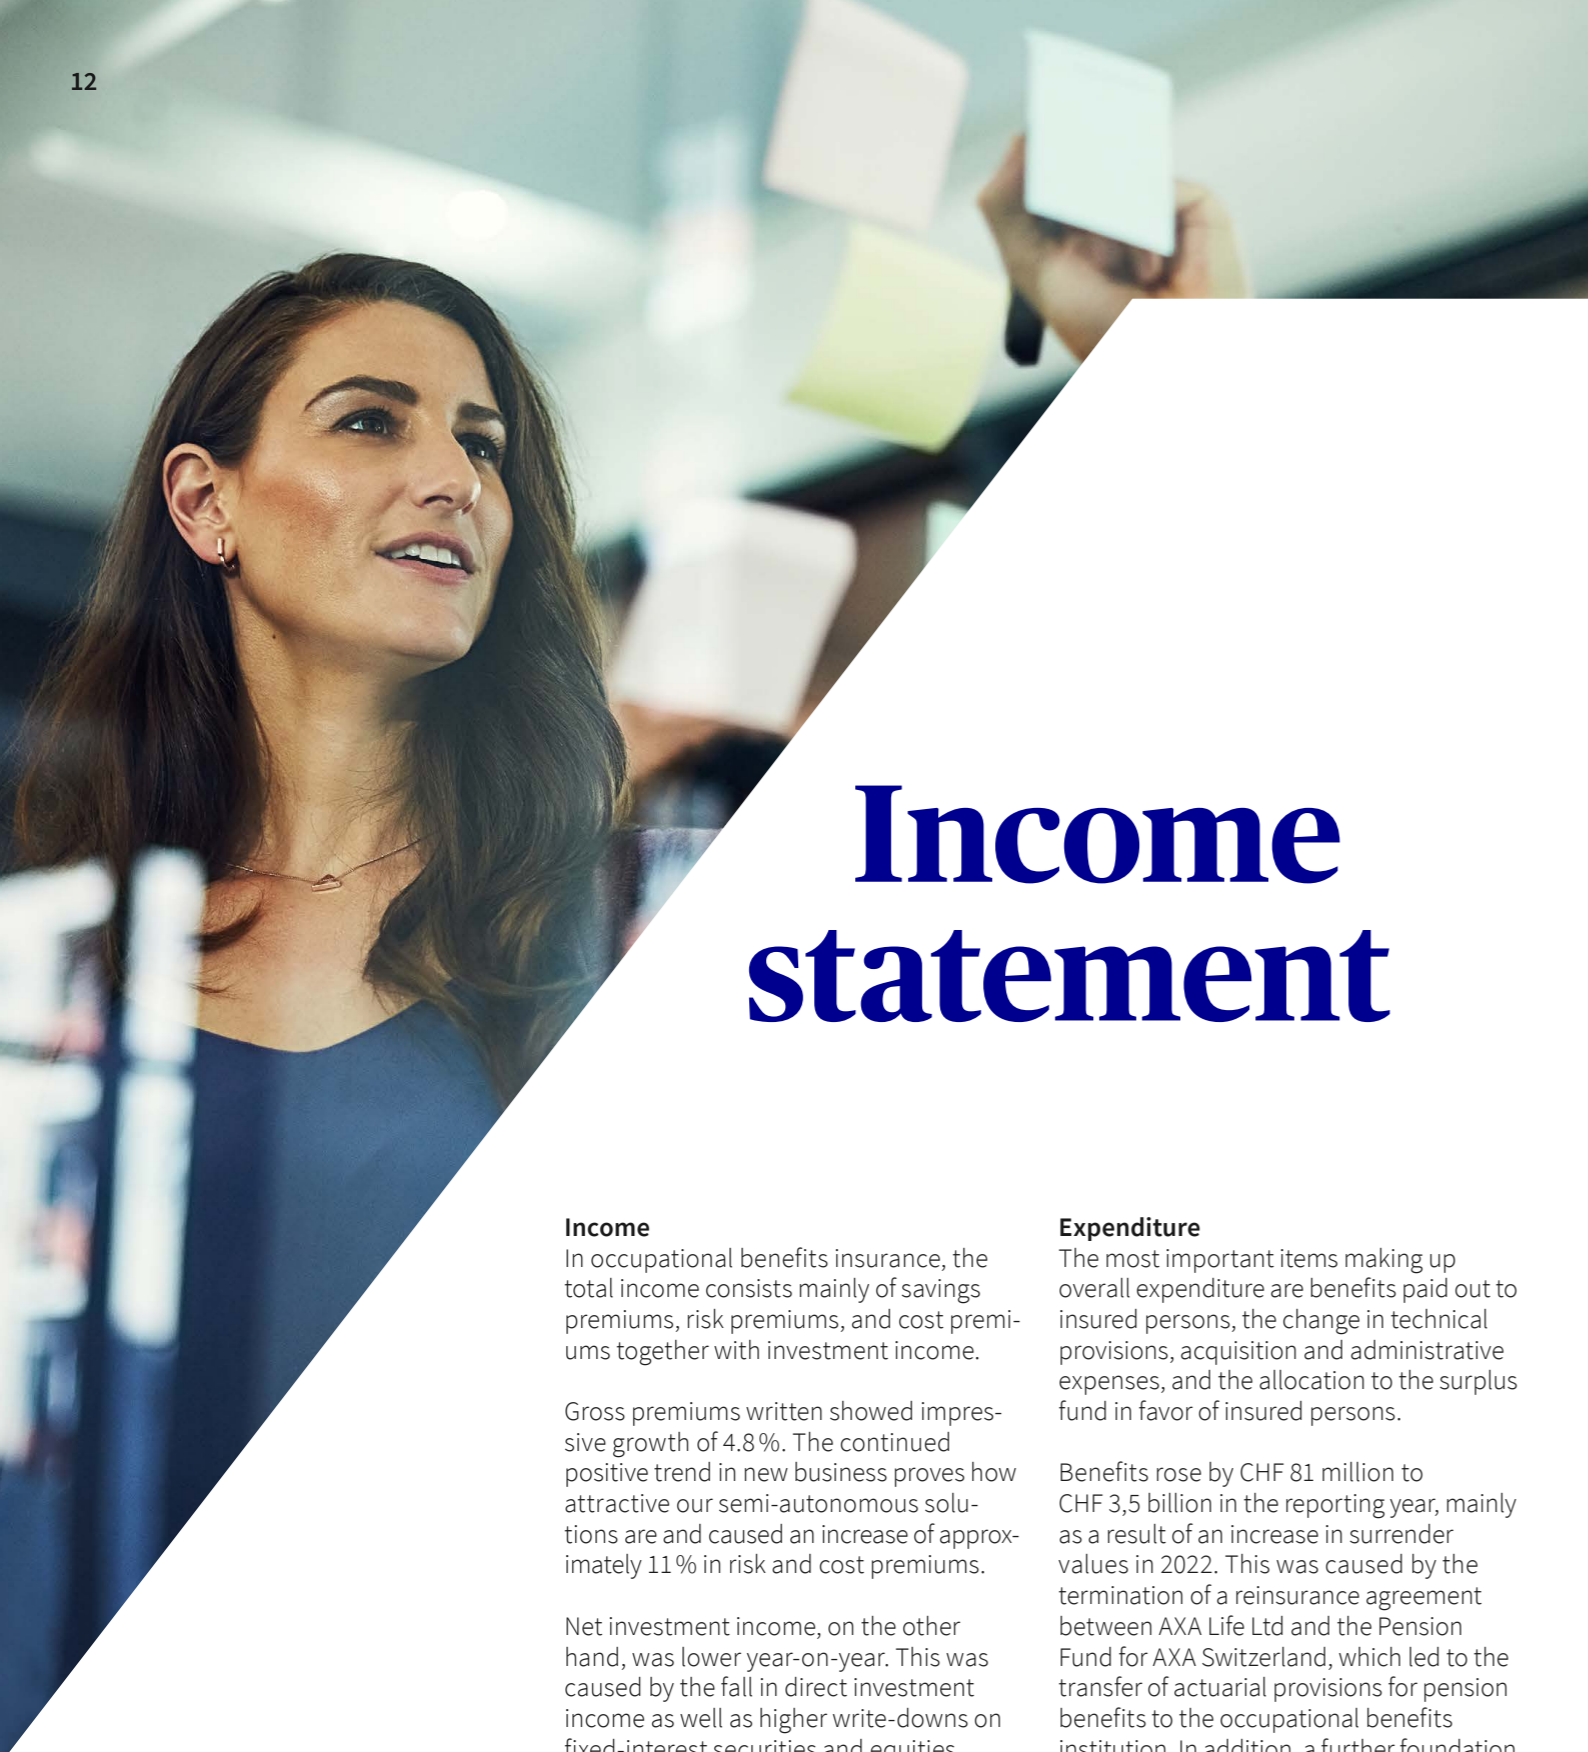 12
Income
statement
Income
In occupational benefits insurance, the
total income consists mainly of savings
premiums, risk premiums, and cost premi-
ums together with investment income.
Gross premiums written showed impres-
sive growth of 4.8 %. The continued
positive trend in new business proves how
attractive our semi-autonomous solu-
tions are and caused an increase of approx-
imately 11 % in risk and cost premiums.
Net investment income, on the other
hand, was lower year-on-year. This was
caused by the fall in direct investment
income as well as higher write-downs on
fixed-interest securities and equities
Expenditure
The most important items making up
overall expenditure are benefits paid out to
insured persons, the change in technical
provisions, acquisition and administrative
expenses, and the allocation to the surplus
fund in favor of insured persons.
Benefits rose by CHF 81 million to
CHF 3,5 billion in the reporting year, mainly
as a result of an increase in surrender
values in 2022. This was caused by the
termination of a reinsurance agreement
between AXA Life Ltd and the Pension
Fund for AXA Switzerland, which led to the
transfer of actuarial provisions for pension
benefits to the occupational benefits
institution. In addition, a further foundation